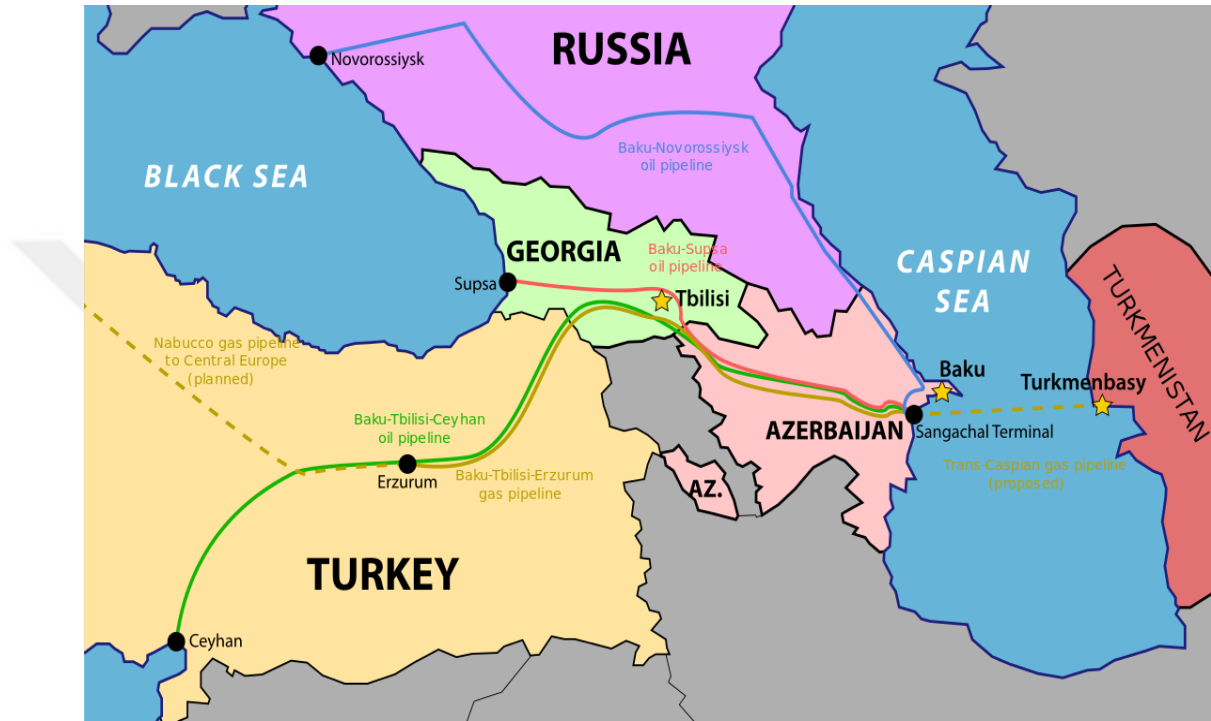 RUSSIA
Novorossiysk
Baku-Novorossiysk
oil pipeline
BLACK SEA
GEORGIA
Baku-Supsa
oil pipeline
CASPIAN
SEA
Supsa
Tbilisi
TURKMENISTAN
Nabucco gas pipeline
to Central Europe
(planned)
Baku
Turkmenbasy
Baku-Tbilisi-Ceyhan
oil pipeline
AZERBAIJAN
Sangachal Terminal
Erzurum
Baku-Tbilisi-Erzurum
gas pipeline
Trans-Caspian gas pipeline
(proposed)
AZ.
TURKEY
Ceyhan